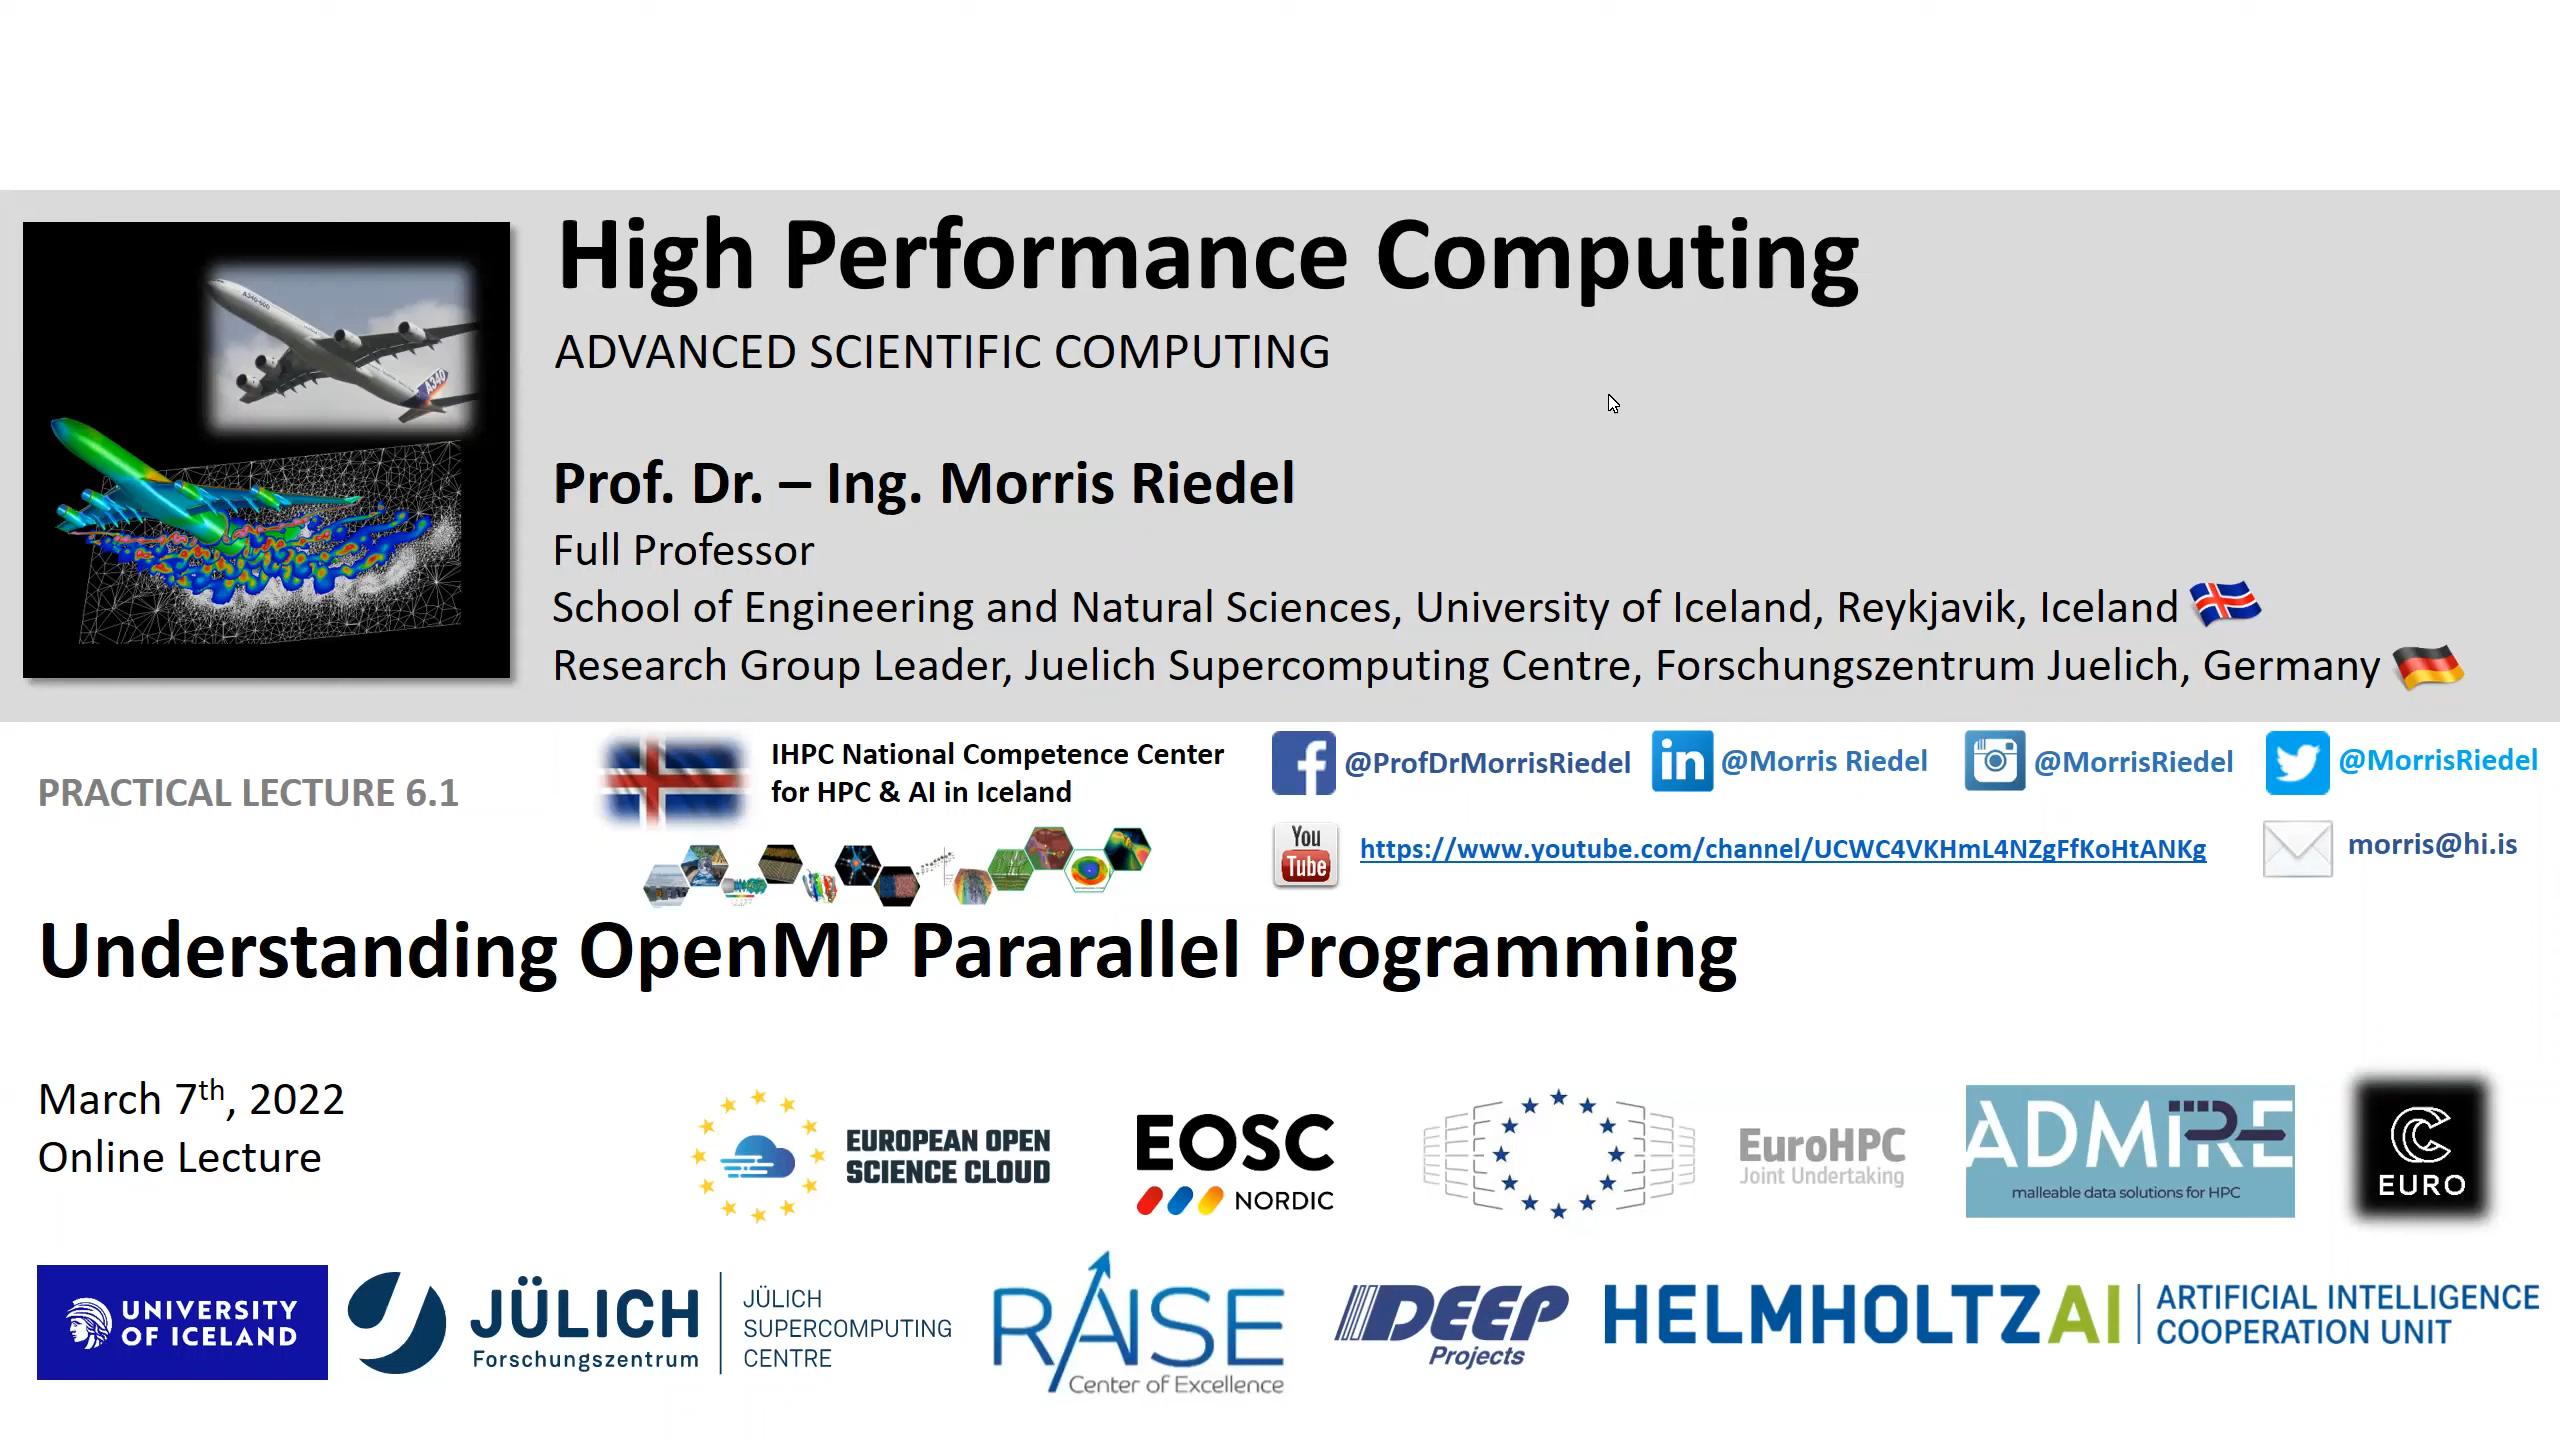 High Performance Computing
ADVANCED SCIENTIFIC COMPUTING
Prof. Dr. – Ing. Morris Riedel
Full Professor
School of Engineering and Natural Sciences, University of Iceland, Reykjavik, Iceland
Research Group Leader, Juelich Supercomputing Centre, Forschungszentrum Juelich, Germany
A340-600
A340
PRACTICAL LECTURE 6.1
IHPC National Competence Center
for HPC & AI in Iceland
@ProfDrMorrisRiedel
in
@Morris Riedel
@MorrisRiedel
@MorrisRiedel
You
Tube
https://www.youtube.com/channel/UCWC4VKHmL4NZgFfKoHtANKg
morris@hi.is
Understanding OpenMP Pararallel Programming
March 7th, 2022
Online Lecture
EUROPEAN OPEN
SCIENCE CLOUD
EOSC
NORDIC
EuroHPC
Joint Undertaking
ADMIRE
malleable data solutions for HPC
EURO
UNIVERSITY
OF ICELAND
JÜLICH
Forschungszentrum
JÜLICH
SUPERCOMPUTING
CENTRE
RAISE
Center of Excellence
DEEP
Projects
HELMHOLTZAI
ARTIFICIAL INTELLIGENCE
COOPERATION UNIT